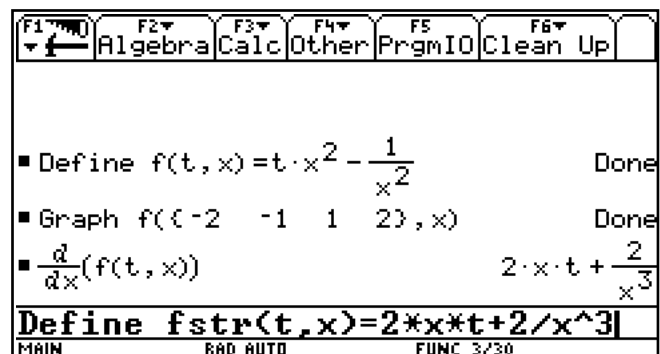 F1 F2 F3 F4 F5 F6
Algebra Calc Other PrgmIO Clean Up
▪ Define f(t,x)=t·x² - 1/x² Done
▪ Graph f({-2 -1 1 2},x) Done
▪ d/dx(f(t,x)) 2·x·t + 2/x³
Define fstr(t,x)=2*x*t+2/x^3
MAIN RAD AUTO FUNC 3/30